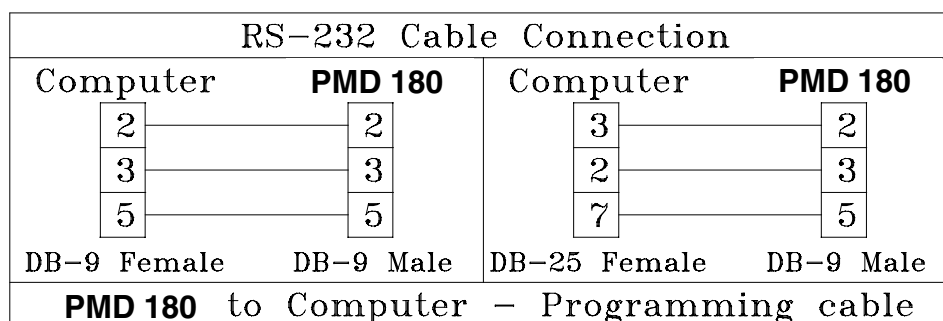 RS-232 Cable Connection
Computer PMD 180 Computer PMD 180
2 2 3 2
3 3 2 3
5 5 7 5
DB-9 Female DB-9 Male DB-25 Female DB-9 Male
PMD 180 to Computer - Programming cable